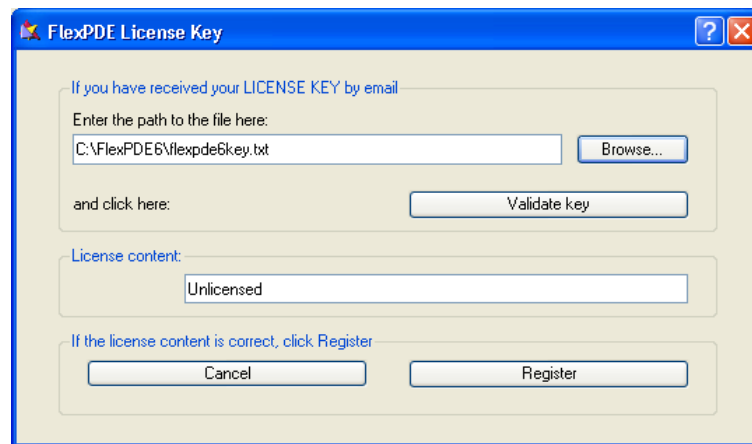 FlexPDE License Key
If you have received your LICENSE KEY by email
Enter the path to the file here:
C:\FlexPDE6\flexpde6key.txt Browse...
and click here: Validate key
License content:
Unlicensed
If the license content is correct, click Register
Cancel Register